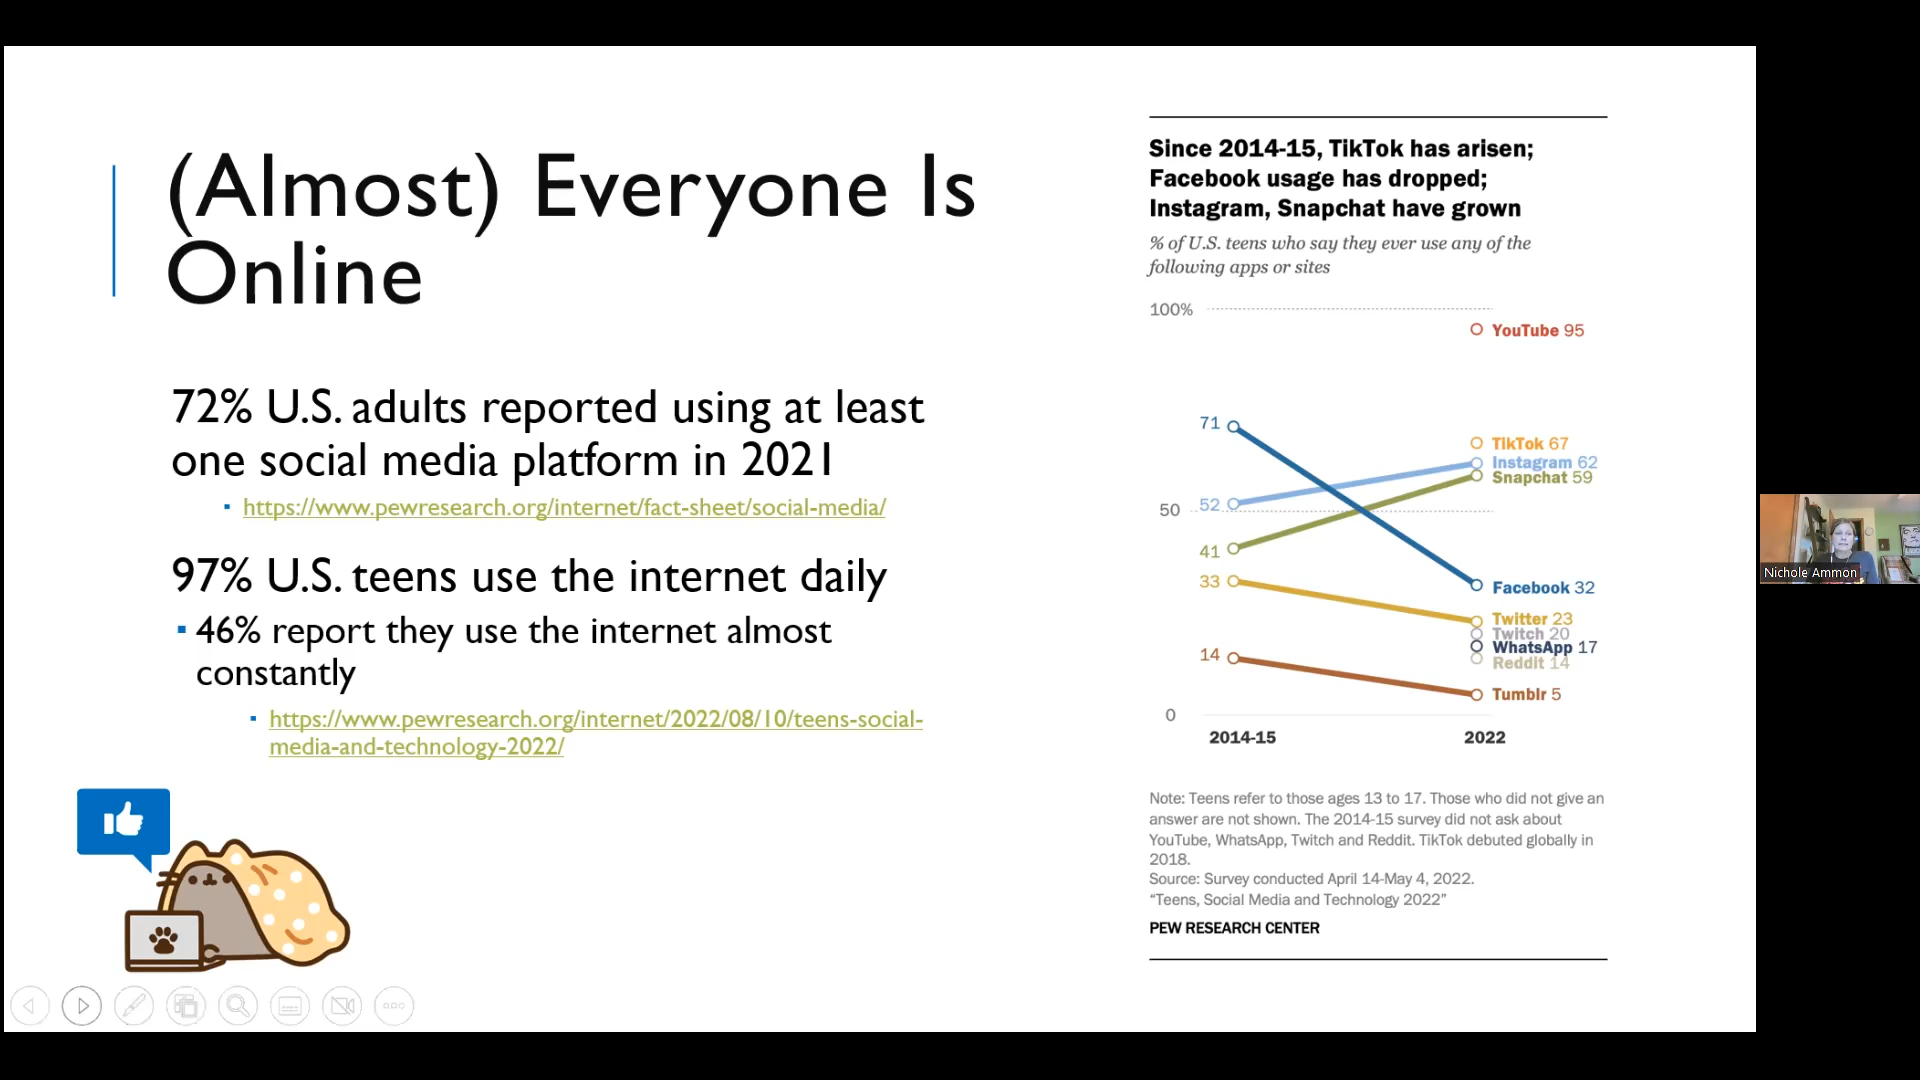 (Almost) Everyone Is
Online
72% U.S. adults reported using at least
one social media platform in 2021
https://www.pewresearch.org/internet/fact-sheet/social-media/
97% U.S. teens use the internet daily
46% report they use the internet almost
constantly
https://www.pewresearch.org/internet/2022/08/10/teens-social-
media-and-technology-2022/
Since 2014-15, TikTok has arisen;
Facebook usage has dropped;
Instagram, Snapchat have grown
% of U.S. teens who say they ever use any of the
following apps or sites
100%
YouTube 95
71
TikTok 67
Instagram 62
Snapchat 59
52
50
41
33
Facebook 32
Twitter 23
Twitch 20
WhatsApp 17
Reddit 14
14
Tumblr 5
0
2014-15
2022
Note: Teens refer to those ages 13 to 17. Those who did not give an
answer are not shown. The 2014-15 survey did not ask about
YouTube, WhatsApp, Twitch and Reddit. TikTok debuted globally in
2018.
Source: Survey conducted April 14-May 4, 2022.
“Teens, Social Media and Technology 2022”
PEW RESEARCH CENTER
Nichole Ammon